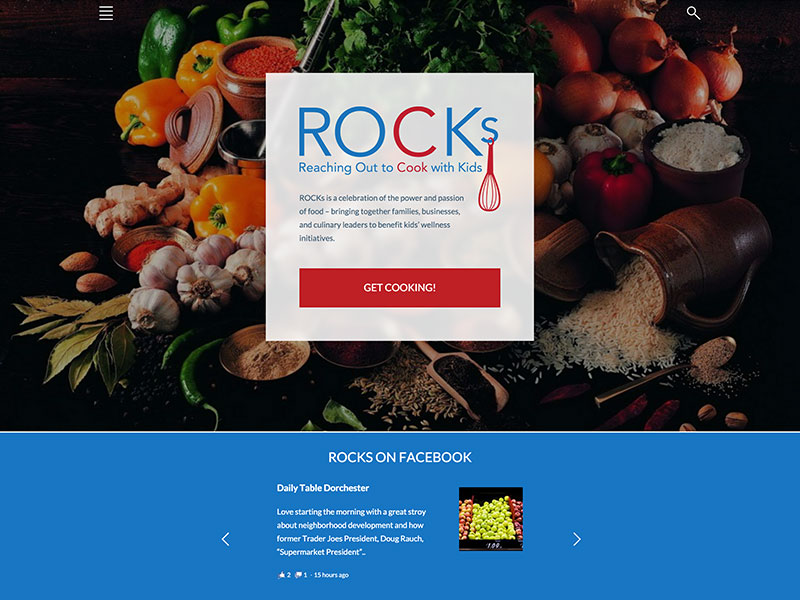 ROCKs
Reaching Out to Cook with Kids
ROCKs is a celebration of the power and passion
of food – bringing together families, businesses,
and culinary leaders to benefit kids' wellness
initiatives.
GET COOKING!
ROCKS ON FACEBOOK
Daily Table Dorchester
Love starting the morning with a great stroy
about neighborhood development and how
former Trader Joes President, Doug Rauch,
"Supermarket President"..
2 1 - 15 hours ago